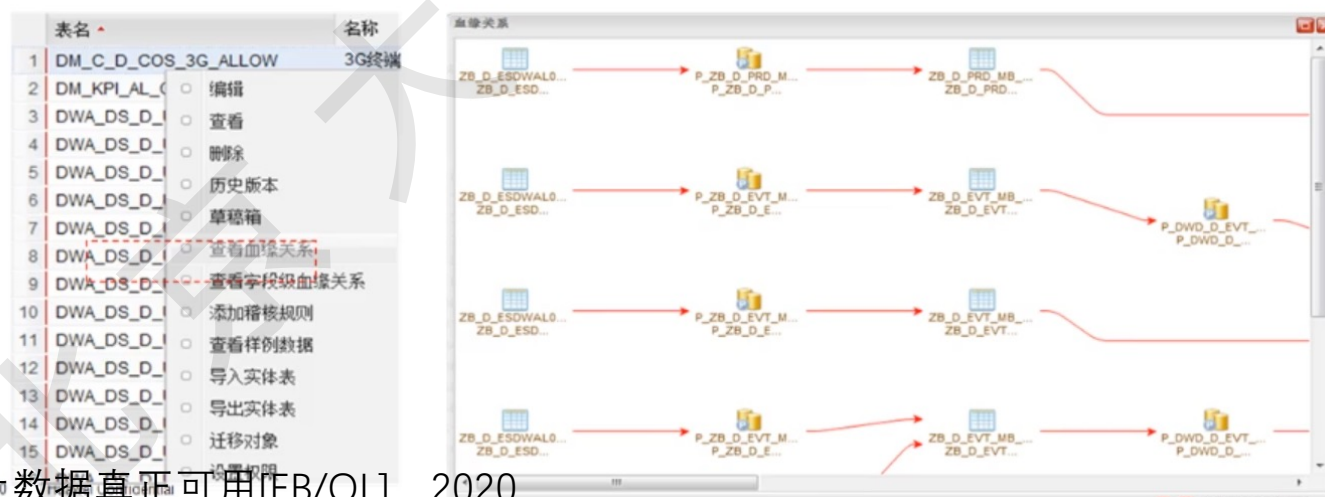 表名 名称
1 DM_C_D_COS_3G_ALLOW 3G终端
2 DM_KPI_AL_
3 DWA_DS_D_
4 DWA_DS_D_
5 DWA_DS_D_
6 DWA_DS_D_
7 DWA_DS_D_
8 DWA_DS_D_
9 DWA_DS_D_
10 DWA_DS_D_
11 DWA_DS_D_
12 DWA_DS_D_
13 DWA_DS_D_
14 DWA_DS_D_
15 DWA_DS_D_
编辑
查看
删除
历史版本
草稿箱
查看血缘关系
查看字段级血缘关系
添加稽核规则
查看样例数据
导入实体表
导出实体表
迁移对象
设置权限
血缘关系
ZB_D_ESDWAL0... P_ZB_D_PRD_M... ZB_D_PRD_MB_...
ZB_D_ESD... P_ZB_D_P... ZB_D_PRD...
ZB_D_ESDWAL0... P_ZB_D_EVT_M... ZB_D_EVT_MB_...
ZB_D_ESD... P_ZB_D_E... ZB_D_EVT...
P_DWD_D_EVT_...
P_DWD_D_...
ZB_D_ESDWAL0... P_ZB_D_EVT_M... ZB_D_EVT_MB_...
ZB_D_ESD... P_ZB_D_E... ZB_D_EVT...
ZB_D_ESDWAL0... P_ZB_D_EVT_M... ZB_D_EVT_MB_... P_DWD_D_EVT_...
ZB_D_ESD... P_ZB_D_E... ZB_D_EVT... P_DWD_D_...
数据真正可用[EB/OL]. 2020